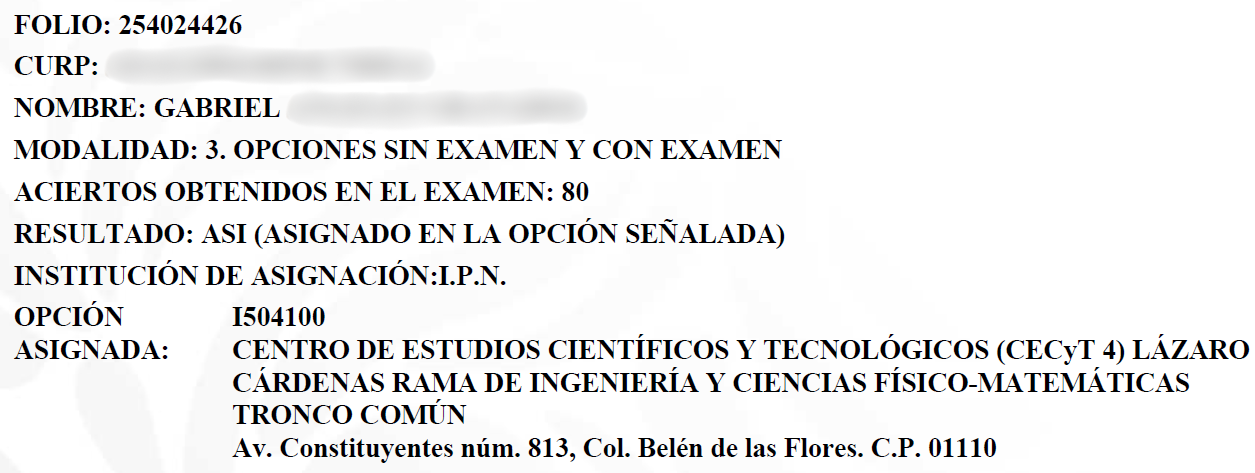 FOLIO: 254024426
CURP:
NOMBRE: GABRIEL
MODALIDAD: 3. OPCIONES SIN EXAMEN Y CON EXAMEN
ACIERTOS OBTENIDOS EN EL EXAMEN: 80
RESULTADO: ASI (ASIGNADO EN LA OPCIÓN SEÑALADA)
INSTITUCIÓN DE ASIGNACIÓN:I.P.N.
OPCIÓN I504100
ASIGNADA: CENTRO DE ESTUDIOS CIENTÍFICOS Y TECNOLÓGICOS (CECyT 4) LÁZARO
CÁRDENAS RAMA DE INGENIERÍA Y CIENCIAS FÍSICO-MATEMÁTICAS
TRONCO COMÚN
Av. Constituyentes núm. 813, Col. Belén de las Flores. C.P. 01110